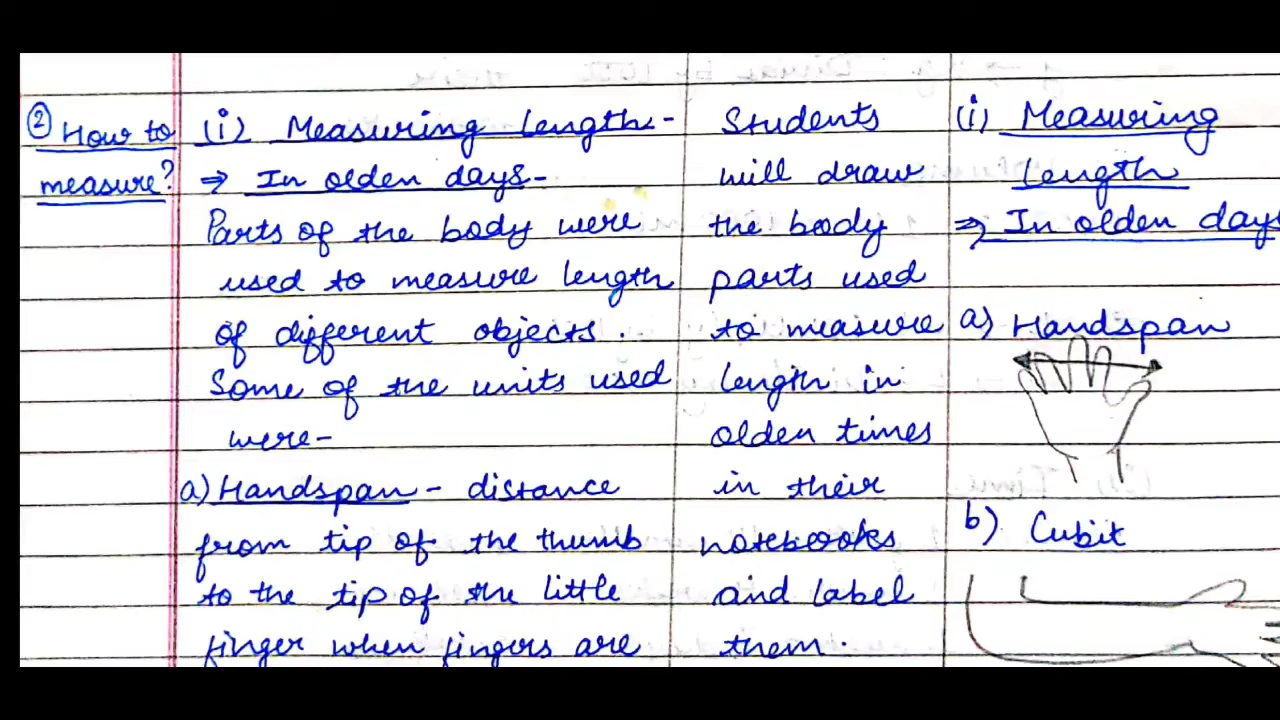 ② How to
measure?
(i) Measuring length-
⇒ In olden days-
Parts of the body were
used to measure length
of different objects.
Some of the units used
were-
a) Handspan - distance
from tip of the thumb
to the tip of the little
finger when fingers are
Students
will draw
the body
parts used
to measure
length in
olden times
in their
notebooks
and label
them.
(i) Measuring
length
⇒ In olden days
a) Handspan
b) Cubit